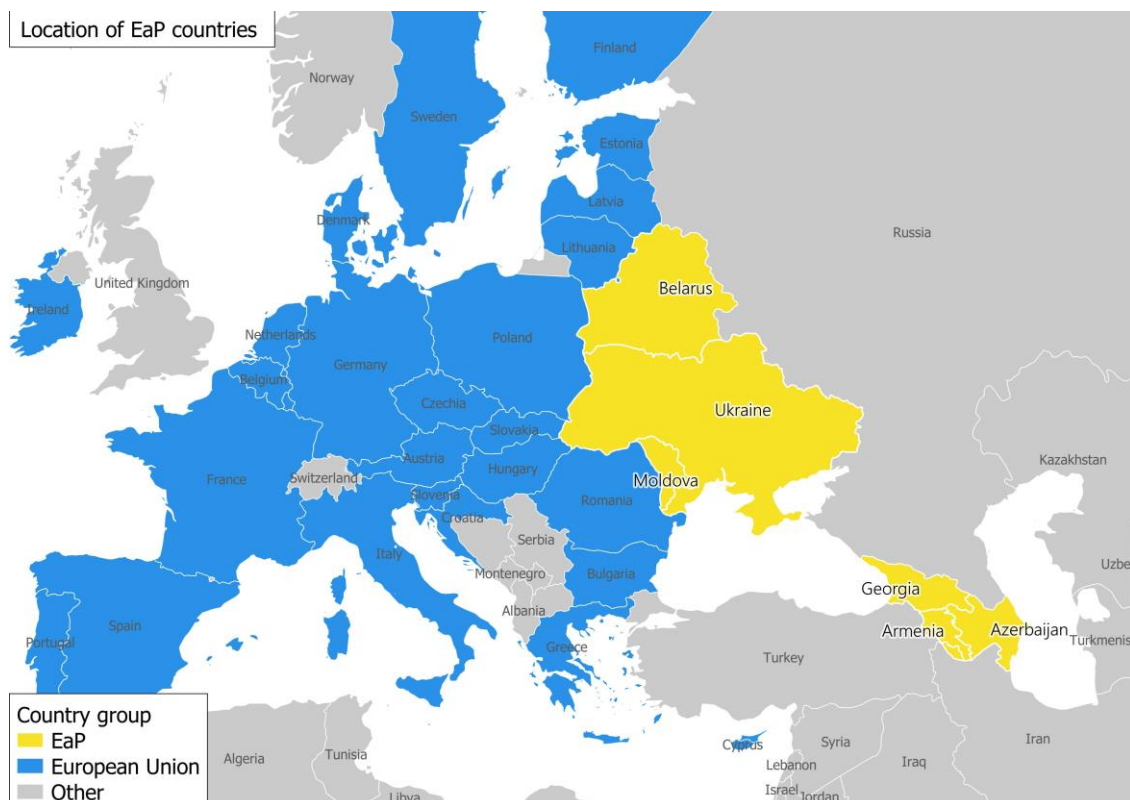 Location of EaP countries
Finland
Norway
Sweden
Estonia
Russia
Latvia
Denmark
Lithuania
United Kingdom
Belarus
Ireland
Netherlands
Poland
Germany
Belgium
Czechia
Ukraine
Slovakia
Austria
Kazakhstan
Hungary
France
Switzerland
Moldova
Slovenia
Romania
Croatia
Serbia
Italy
Uzbe
Montenegro
Bulgaria
Georgia
Albania
Spain
Armenia
Azerbaijan
Portugal
Turkmenis
Greece
Turkey
Country group
EaP
European Union
Other
Cyprus
Syria
Iran
Algeria
Tunisia
Lebanon
Iraq
Israel
Jordan
Libya